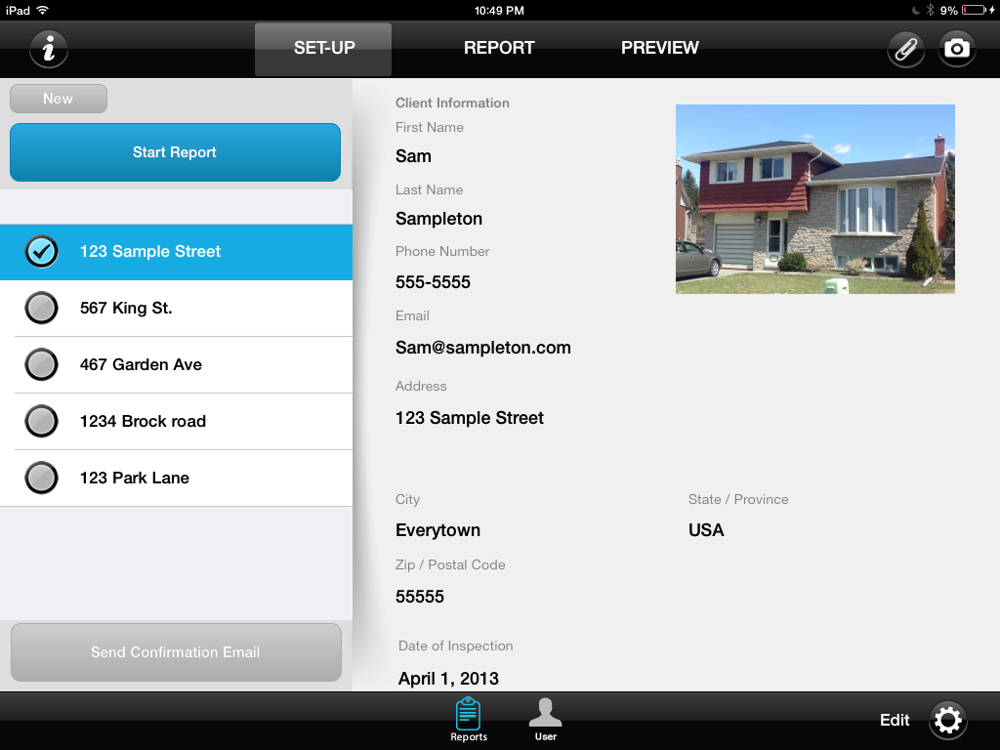 iPad 10:49 PM 9%
SET-UP REPORT PREVIEW
New
Start Report
123 Sample Street
567 King St.
467 Garden Ave
1234 Brock road
123 Park Lane
Send Confirmation Email
Client Information
First Name
Sam
Last Name
Sampleton
Phone Number
555-5555
Email
Sam@sampleton.com
Address
123 Sample Street
City State / Province
Everytown USA
Zip / Postal Code
55555
Date of Inspection
April 1, 2013
Reports User Edit